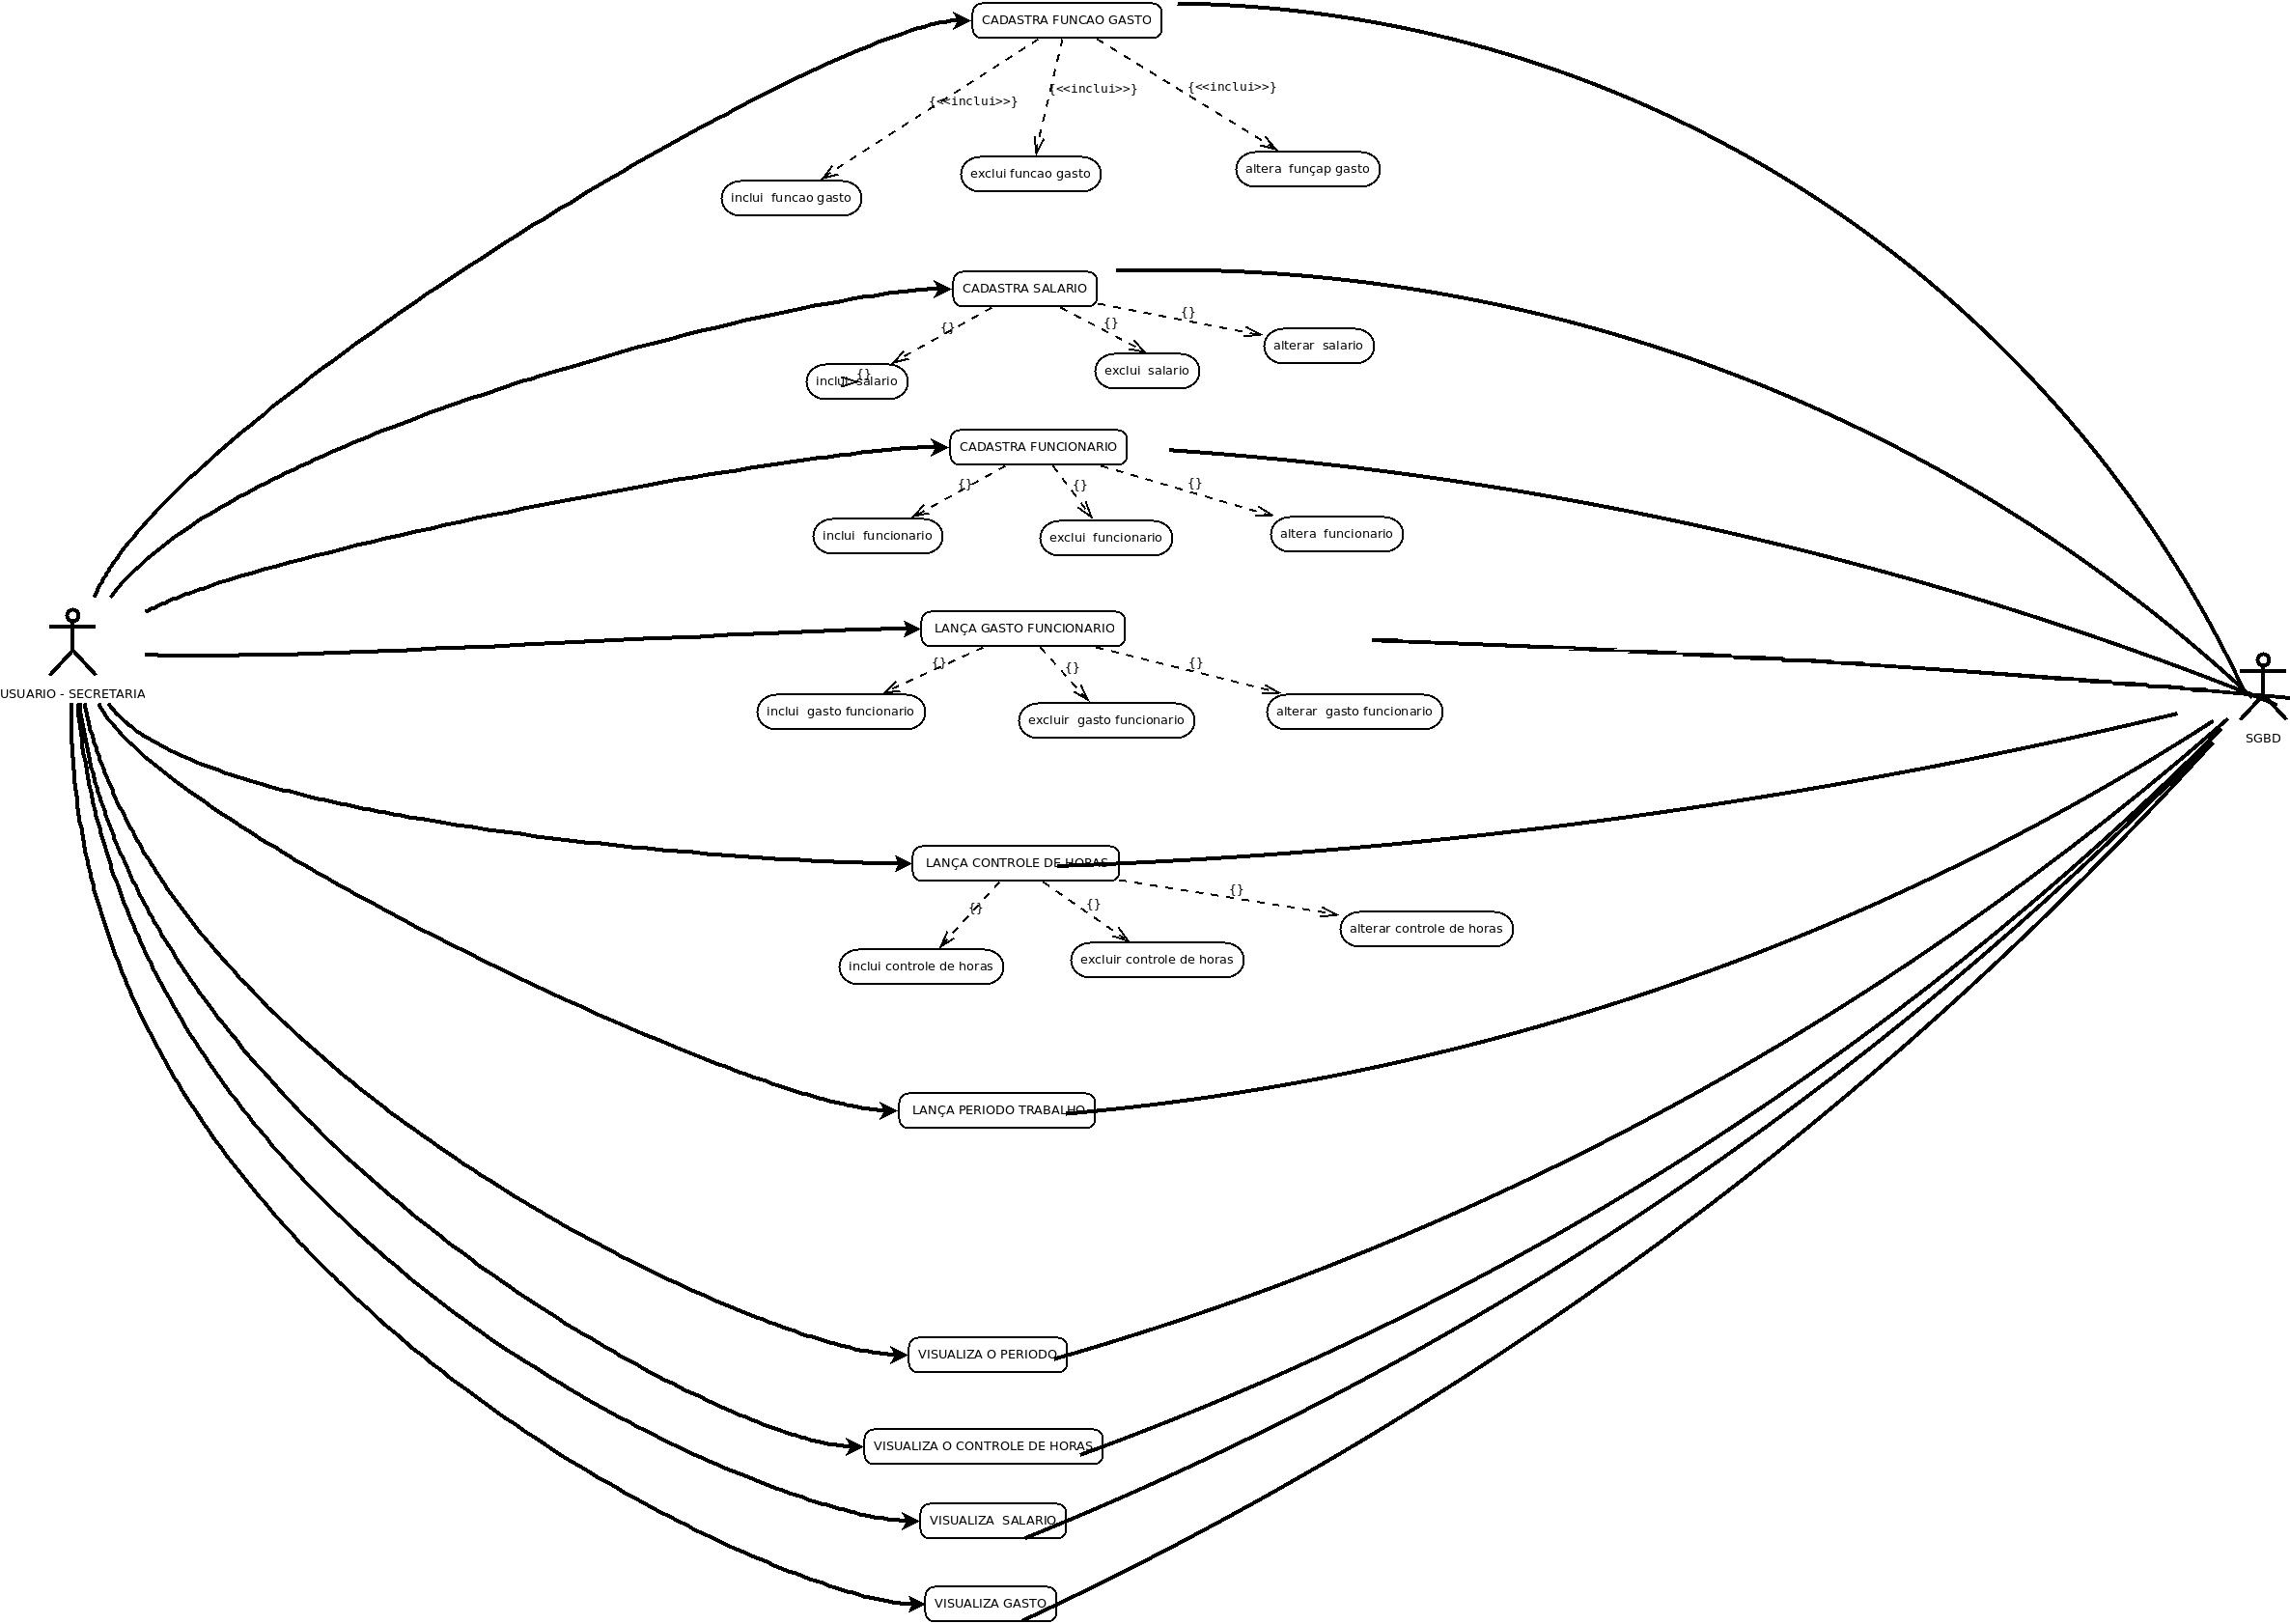 CADASTRA FUNCAO GASTO
{<<inclui>>}
{<<inclui>>}
{<<inclui>>}
inclui funcao gasto
exclui funcao gasto
altera funçap gasto
CADASTRA SALARIO
{}
{}
{}
{}
inclui salario
exclui salario
alterar salario
CADASTRA FUNCIONÁRIO
{}
{}
{}
inclui funcionario
exclui funcionario
altera funcionario
LANÇA GASTO FUNCIONARIO
{}
{}
{}
inclui gasto funcionario
excluir gasto funcionario
alterar gasto funcionario
USUARIO - SECRETARIA
SGBD
LANÇA CONTROLE DE HORAS
{}
{}
{}
inclui controle de horas
excluir controle de horas
alterar controle de horas
LANÇA PERIODO TRABALHO
VISUALIZA O PERIODO
VISUALIZA O CONTROLE DE HORAS
VISUALIZA SALARIO
VISUALIZA GASTO